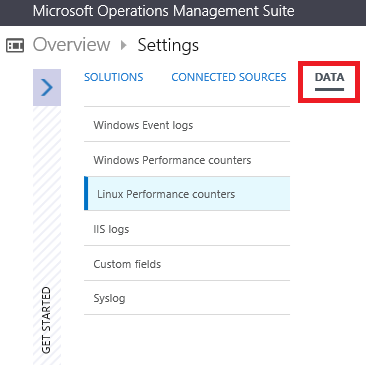 Microsoft Operations Management Suite
Overview Settings
SOLUTIONS CONNECTED SOURCES DATA
Windows Event logs
Windows Performance counters
Linux Performance counters
IIS logs
Custom fields
Syslog
GET STARTED